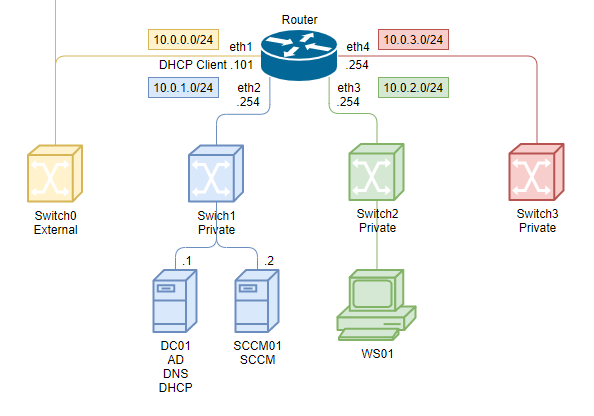 Router
10.0.0.0/24
eth1
eth4
10.0.3.0/24
DHCP Client .101
.254
10.0.1.0/24
eth2
.254
eth3
.254
10.0.2.0/24
Switch0
External
Swich1
Private
Switch2
Private
Switch3
Private
.1
.2
DC01
AD
DNS
DHCP
SCCM01
SCCM
WS01